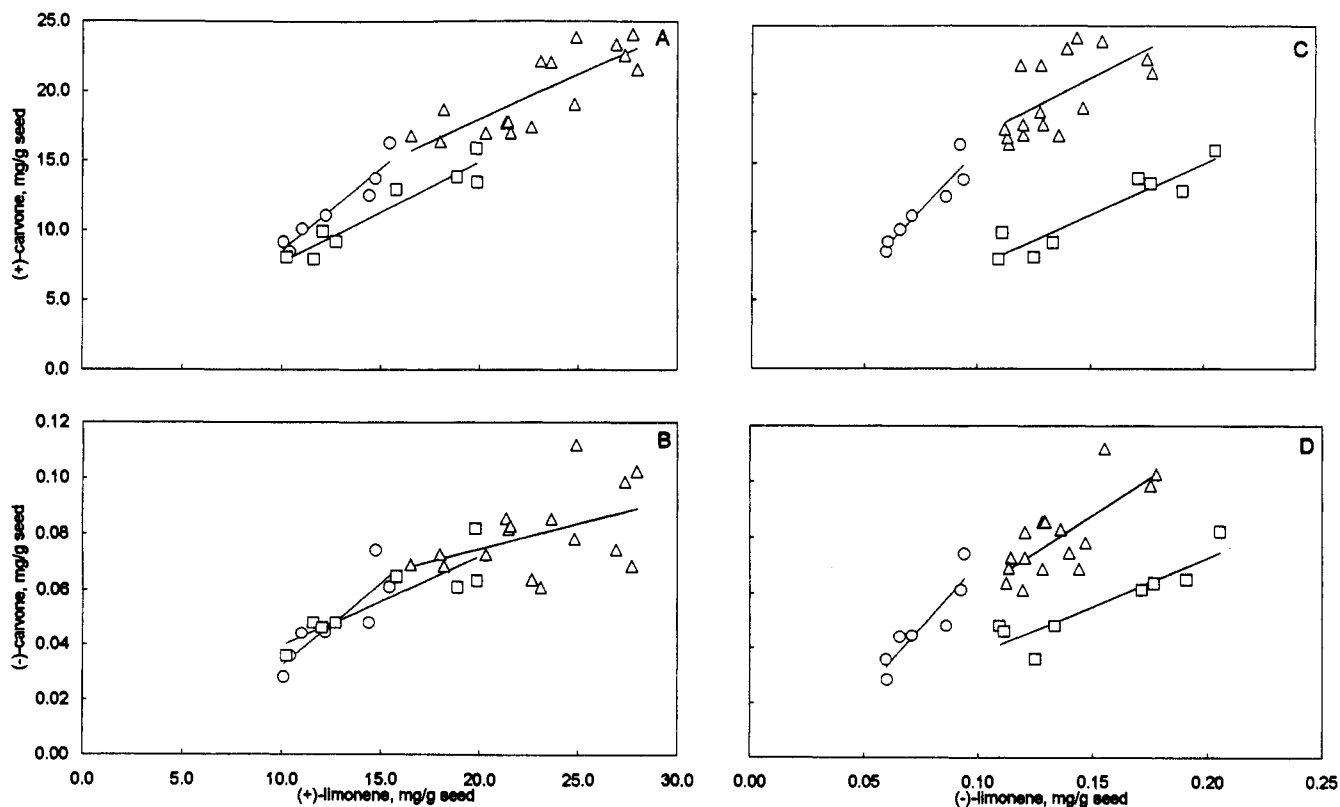 25.0
20.0
15.0
10.0
5.0
0.0
(+)-carvone, mg/g seed
A
C
0.12
0.10
0.08
0.06
0.04
0.02
0.00
(-)-carvone, mg/g seed
B
D
0.0 5.0 10.0 15.0 20.0 25.0 30.0
(+)-limonene, mg/g seed
0.00 0.05 0.10 0.15 0.20 0.25
(-)-limonene, mg/g seed